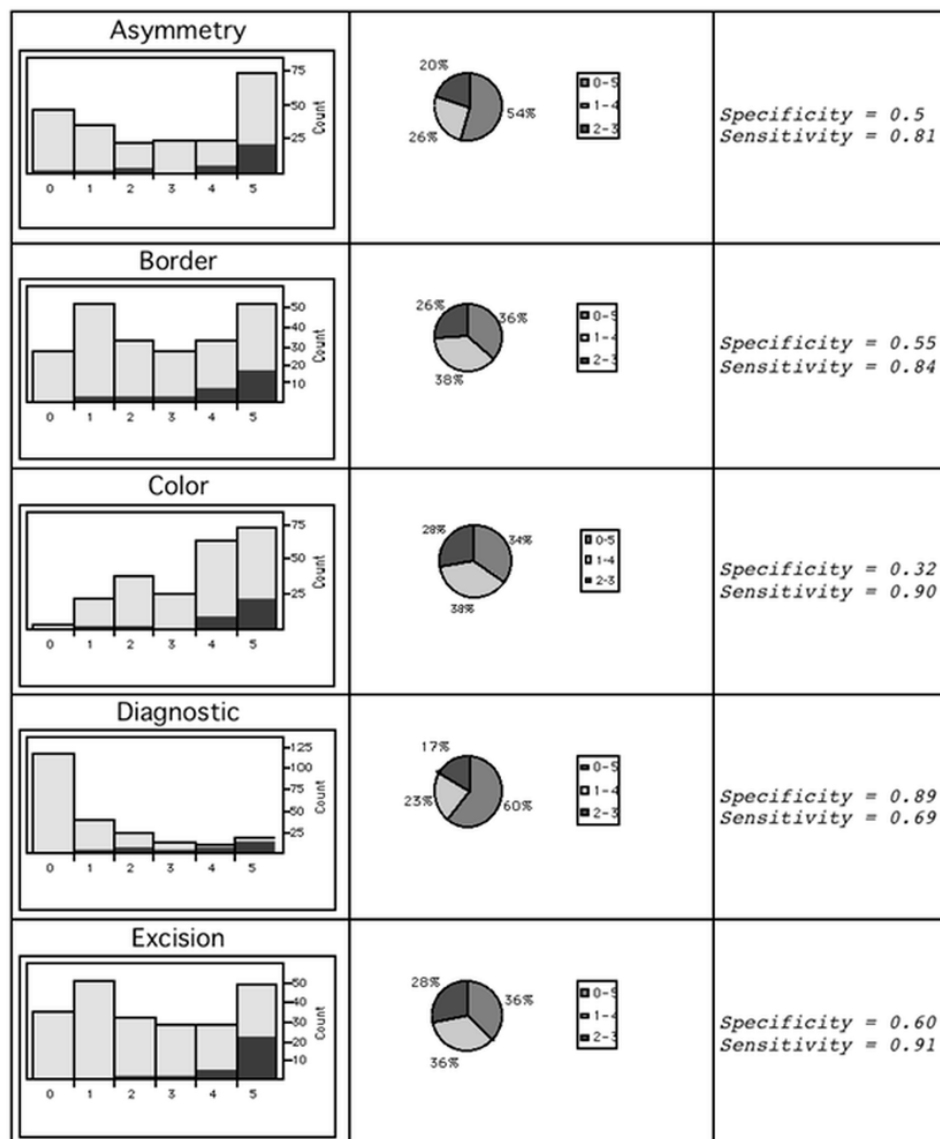 Asymmetry
75
50
25
Count
0 1 2 3 4 5
20%
54%
26%
0-5
1-4
2-3
Specificity = 0.5
Sensitivity = 0.81
Border
50
40
30
20
10
Count
0 1 2 3 4 5
26%
36%
38%
0-5
1-4
2-3
Specificity = 0.55
Sensitivity = 0.84
Color
75
50
25
Count
0 1 2 3 4 5
28%
34%
38%
0-5
1-4
2-3
Specificity = 0.32
Sensitivity = 0.90
Diagnostic
125
100
75
50
25
Count
0 1 2 3 4 5
17%
23%
60%
0-5
1-4
2-3
Specificity = 0.89
Sensitivity = 0.69
Excision
50
40
30
20
10
Count
0 1 2 3 4 5
28%
36%
36%
0-5
1-4
2-3
Specificity = 0.60
Sensitivity = 0.91